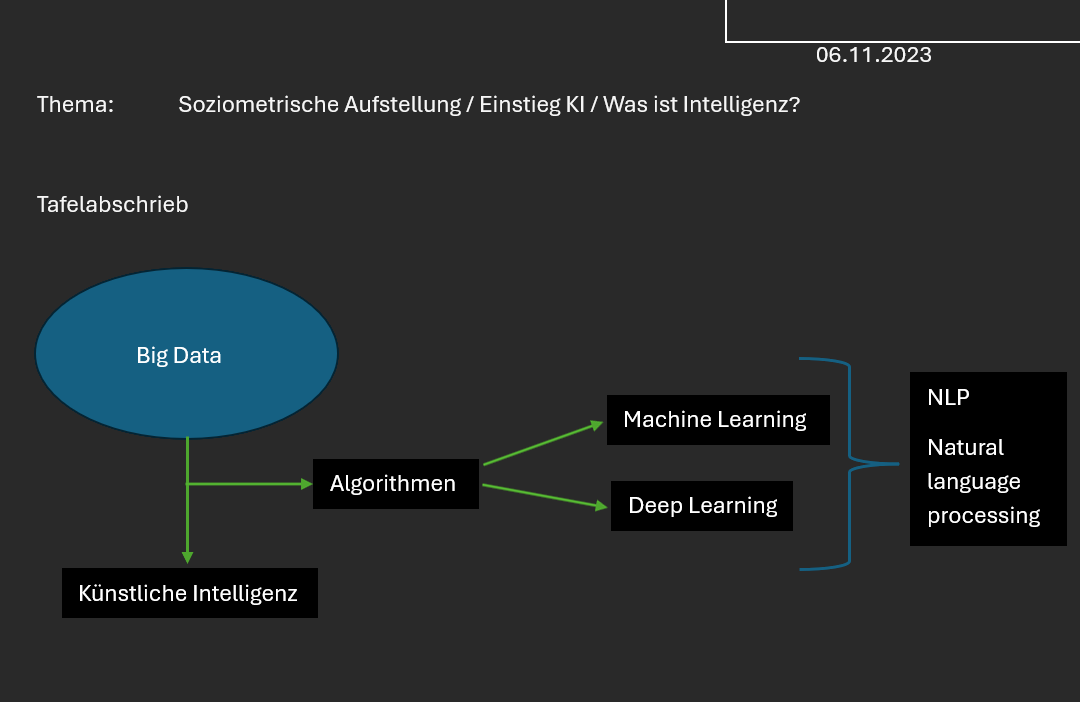 06.11.2023
Thema: Soziometrische Aufstellung / Einstieg KI / Was ist Intelligenz?
Tafelabschrieb
Big Data
Machine Learning
Algorithmen
Deep Learning
Künstliche Intelligenz
NLP
Natural
language
processing